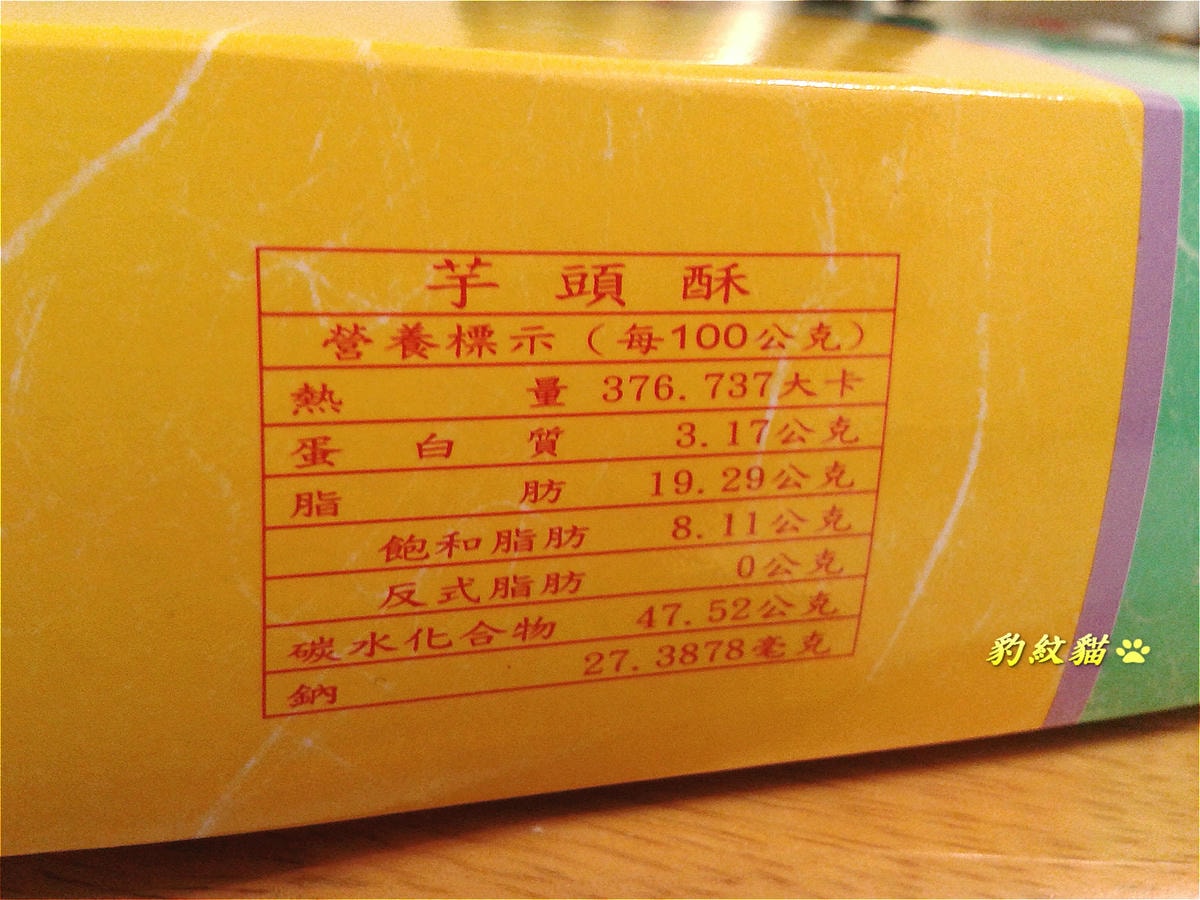 芋頭酥
營養標示（每100公克）
熱量 376.737大卡
蛋白質 3.17公克
脂肪 19.29公克
飽和脂肪 8.11公克
反式脂肪 0公克
碳水化合物 47.52公克
鈉 27.3878毫克
豹紋貓